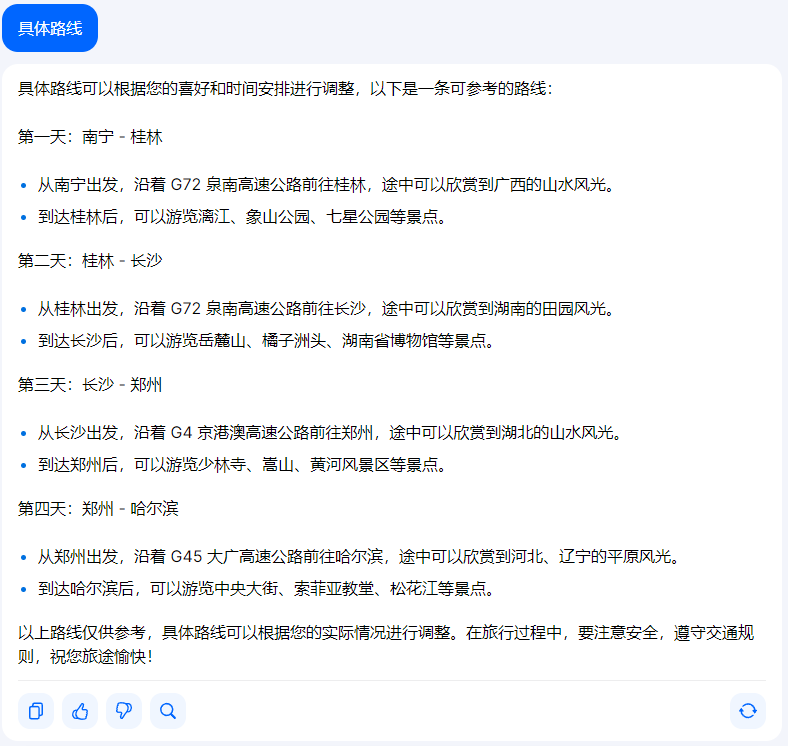 具体路线
具体路线可以根据您的喜好和时间安排进行调整，以下是一条可参考的路线：
第一天：南宁 - 桂林
• 从南宁出发，沿着 G72 泉南高速公路前往桂林，途中可以欣赏到广西的山水风光。
• 到达桂林后，可以游览漓江、象山公园、七星公园等景点。
第二天：桂林 - 长沙
• 从桂林出发，沿着 G72 泉南高速公路前往长沙，途中可以欣赏到湖南的田园风光。
• 到达长沙后，可以游览岳麓山、橘子洲头、湖南省博物馆等景点。
第三天：长沙 - 郑州
• 从长沙出发，沿着 G4 京港澳高速公路前往郑州，途中可以欣赏到湖北的山水风光。
• 到达郑州后，可以游览少林寺、嵩山、黄河风景区等景点。
第四天：郑州 - 哈尔滨
• 从郑州出发，沿着 G45 大广高速公路前往哈尔滨，途中可以欣赏到河北、辽宁的平原风光。
• 到达哈尔滨后，可以游览中央大街、索菲亚教堂、松花江等景点。
以上路线仅供参考，具体路线可以根据您的实际情况进行调整。在旅行过程中，要注意安全，遵守交通规
则，祝您旅途愉快！